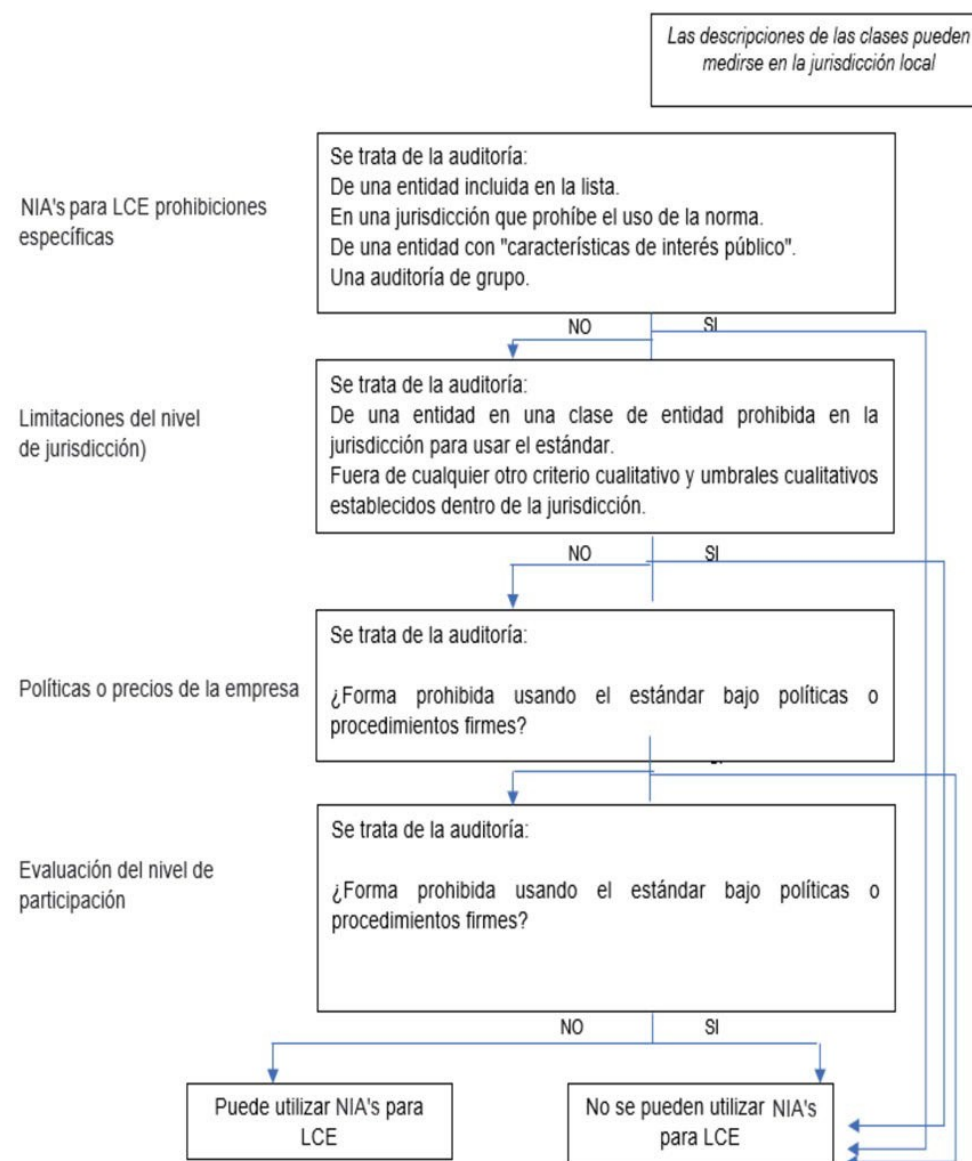 Las descripciones de las clases pueden
medirse en la jurisdicción local
NIA's para LCE prohibiciones
específicas
Se trata de la auditoría:
De una entidad incluida en la lista.
En una jurisdicción que prohíbe el uso de la norma.
De una entidad con "características de interés público".
Una auditoría de grupo.
NO SI
Limitaciones del nivel
de jurisdicción)
Se trata de la auditoría:
De una entidad en una clase de entidad prohibida en la
jurisdicción para usar el estándar.
Fuera de cualquier otro criterio cualitativo y umbrales cualitativos
establecidos dentro de la jurisdicción.
NO SI
Políticas o precios de la empresa
Se trata de la auditoría:
¿Forma prohibida usando el estándar bajo políticas o
procedimientos firmes?
Evaluación del nivel de
participación
Se trata de la auditoría:
¿Forma prohibida usando el estándar bajo políticas o
procedimientos firmes?
NO SI
Puede utilizar NIA's para
LCE
No se pueden utilizar NIA's
para LCE